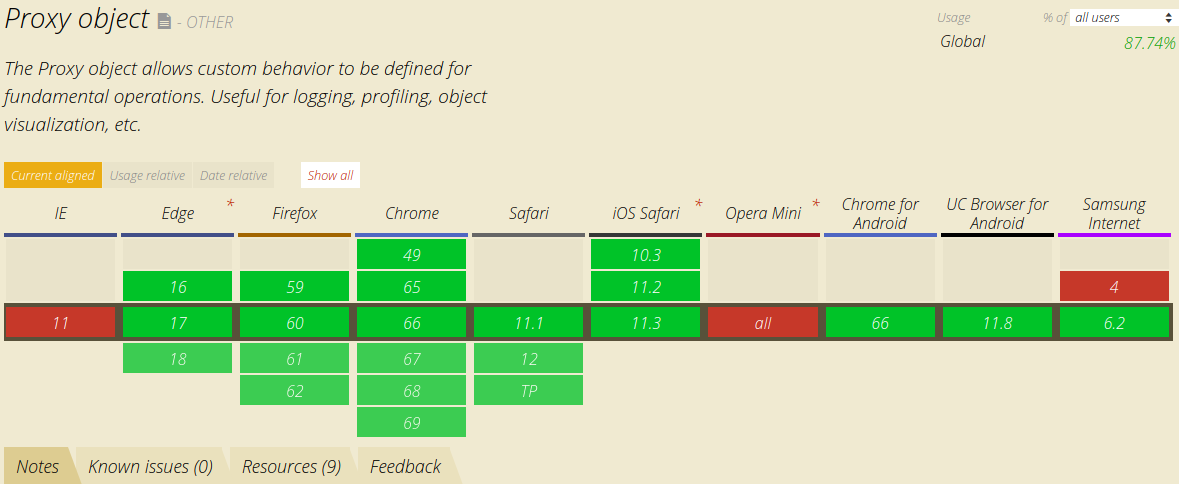 Proxy object - OTHER
Usage % of all users
Global 87.74%
The Proxy object allows custom behavior to be defined for
fundamental operations. Useful for logging, profiling, object
visualization, etc.
Current aligned Usage relative Date relative Show all
IE Edge * Firefox Chrome Safari iOS Safari * Opera Mini * Chrome for Android UC Browser for Android Samsung Internet
49 10.3
16 59 65 11.2 4
11 17 60 66 11.1 11.3 all 66 11.8 6.2
18 61 67 12
62 68 TP
69
Notes Known issues (0) Resources (9) Feedback